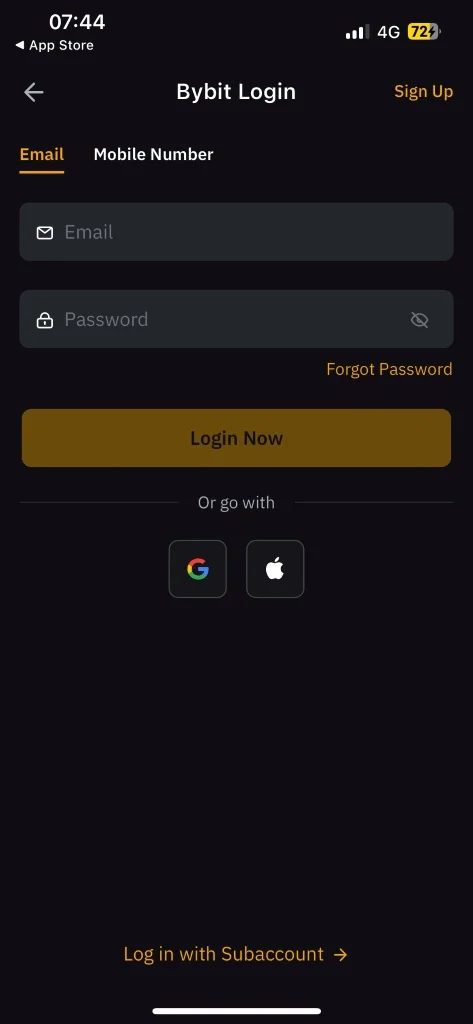 07:44
4G
72
◀ App Store
Bybit Login
Sign Up
Email
Mobile Number
Email
Password
Forgot Password
Login Now
Or go with
Log in with Subaccount →